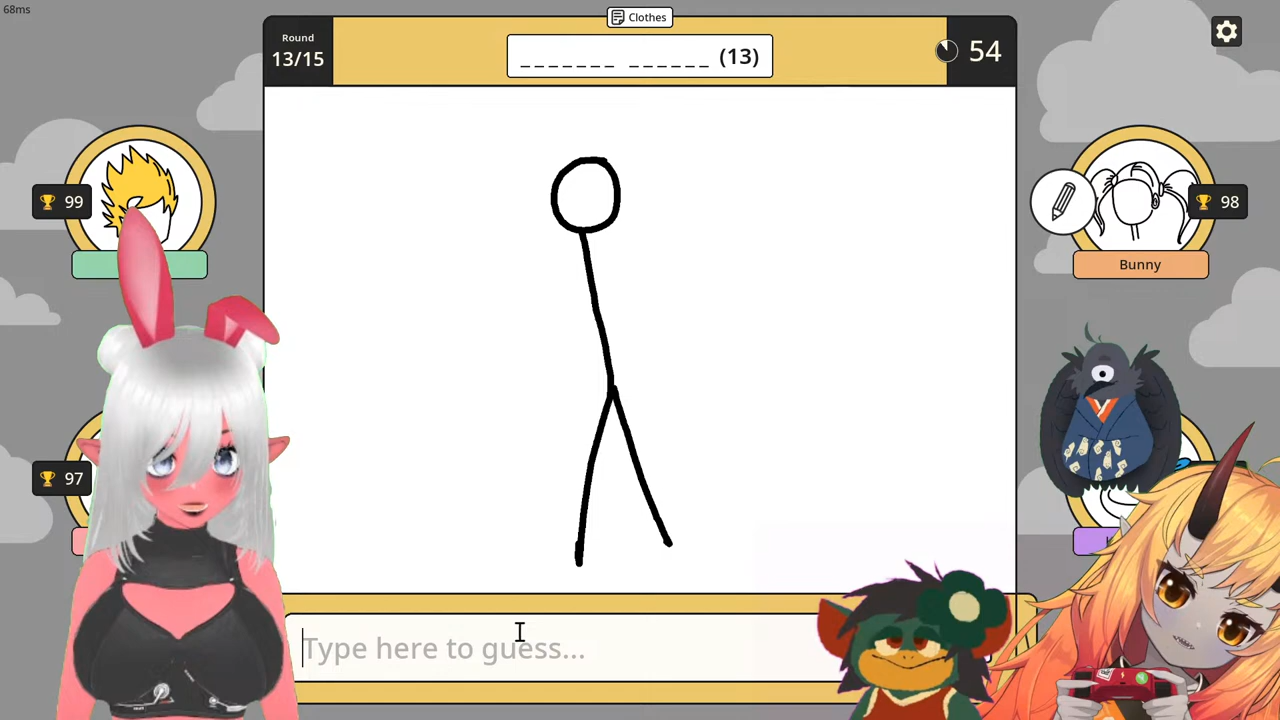 68ms
Clothes
Round
13/15
_______ ______ (13)
54
99
98
Bunny
97
Type here to guess...